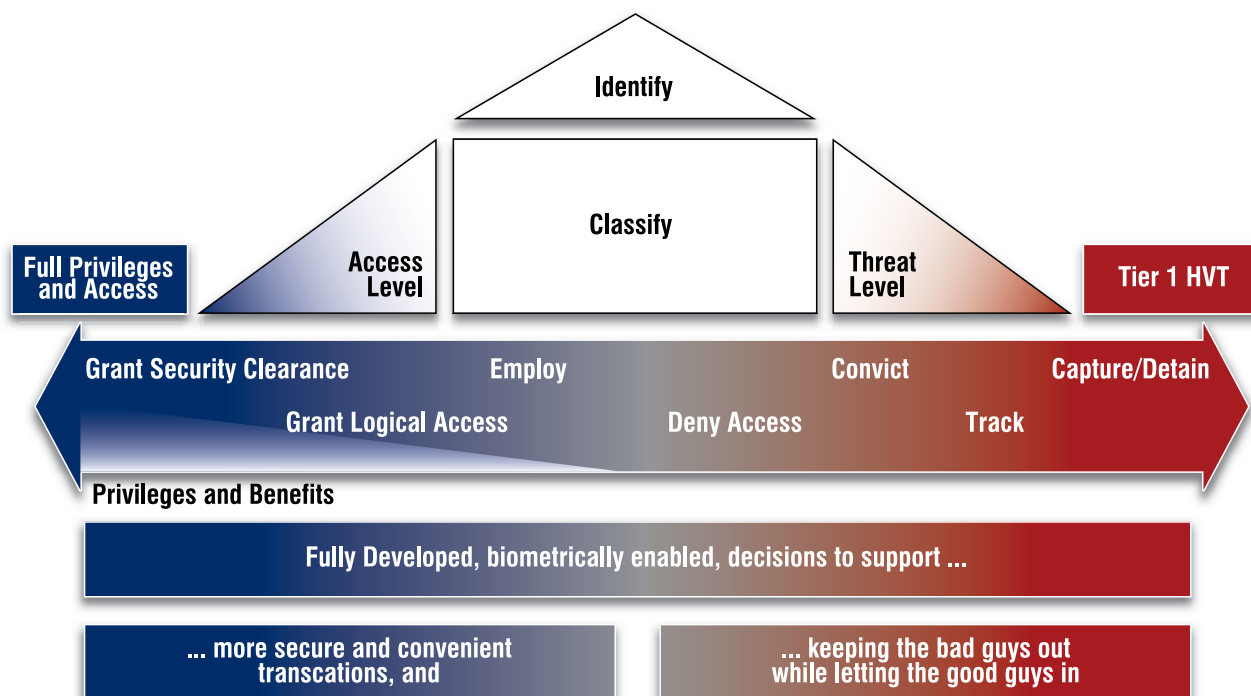 Identify
Classify
Access
Level
Threat
Level
Full Privileges
and Access
Tier 1 HVT
Grant Security Clearance
Employ
Convict
Capture/Detain
Grant Logical Access
Deny Access
Track
Privileges and Benefits
Fully Developed, biometrically enabled, decisions to support ...
... more secure and convenient
transcations, and
... keeping the bad guys out
while letting the good guys in